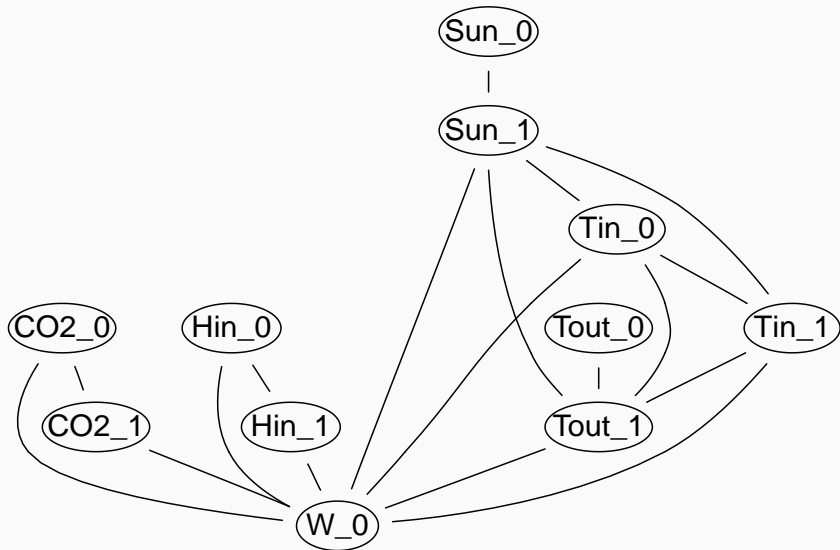 Sun_0
Sun_1
Tin_0
CO2_0
Hin_0
Tout_0
Tin_1
CO2_1
Hin_1
Tout_1
W_0